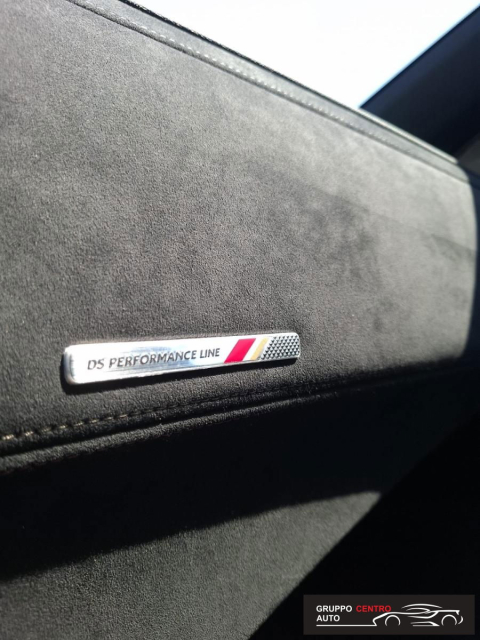 DS PERFORMANCE LINE
GRUPPO CENTRO
AUTO